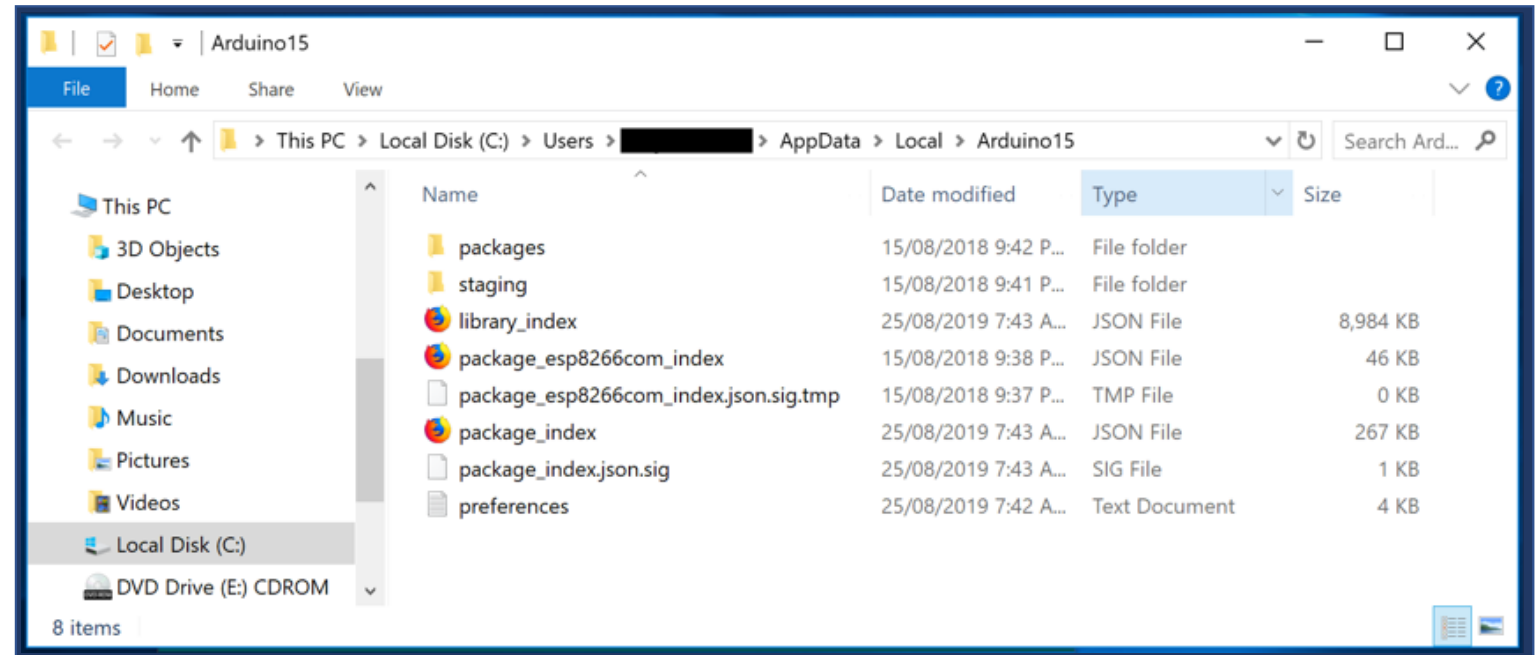 Arduino15
File Home Share View
This PC > Local Disk (C:) > Users > > AppData > Local > Arduino15 Search Ard...
This PC
3D Objects
Desktop
Documents
Downloads
Music
Pictures
Videos
Local Disk (C:)
DVD Drive (E:) CDROM
Name Date modified Type Size
packages 15/08/2018 9:42 P... File folder
staging 15/08/2018 9:41 P... File folder
library_index 25/08/2019 7:43 A... JSON File 8,984 KB
package_esp8266com_index 15/08/2018 9:38 P... JSON File 46 KB
package_esp8266com_index.json.sig.tmp 15/08/2018 9:37 P... TMP File 0 KB
package_index 25/08/2019 7:43 A... JSON File 267 KB
package_index.json.sig 25/08/2019 7:43 A... SIG File 1 KB
preferences 25/08/2019 7:42 A... Text Document 4 KB
8 items